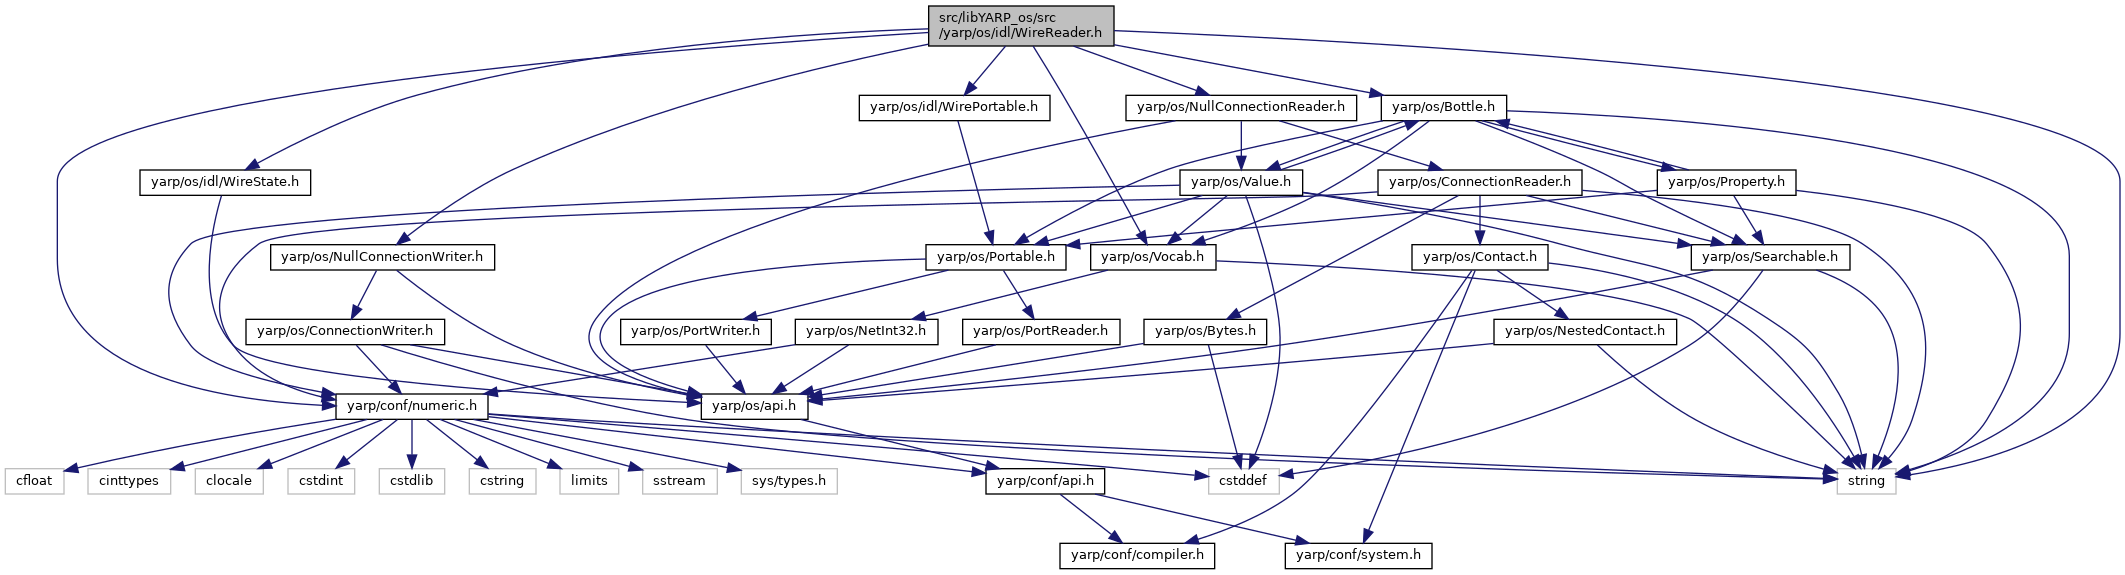 src/libYARP_os/src
/yarp/os/idl/WireReader.h
yarp/os/idl/WirePortable.h
yarp/os/NullConnectionReader.h
yarp/os/Bottle.h
yarp/os/idl/WireState.h
yarp/os/Value.h
yarp/os/ConnectionReader.h
yarp/os/Property.h
yarp/os/NullConnectionWriter.h
yarp/os/Portable.h
yarp/os/Vocab.h
yarp/os/Contact.h
yarp/os/Searchable.h
yarp/os/ConnectionWriter.h
yarp/os/PortWriter.h
yarp/os/NetInt32.h
yarp/os/PortReader.h
yarp/os/Bytes.h
yarp/os/NestedContact.h
yarp/conf/numeric.h
yarp/os/api.h
cfloat
cinttypes
clocale
cstdint
cstdlib
cstring
limits
sstream
sys/types.h
yarp/conf/api.h
cstddef
string
yarp/conf/compiler.h
yarp/conf/system.h